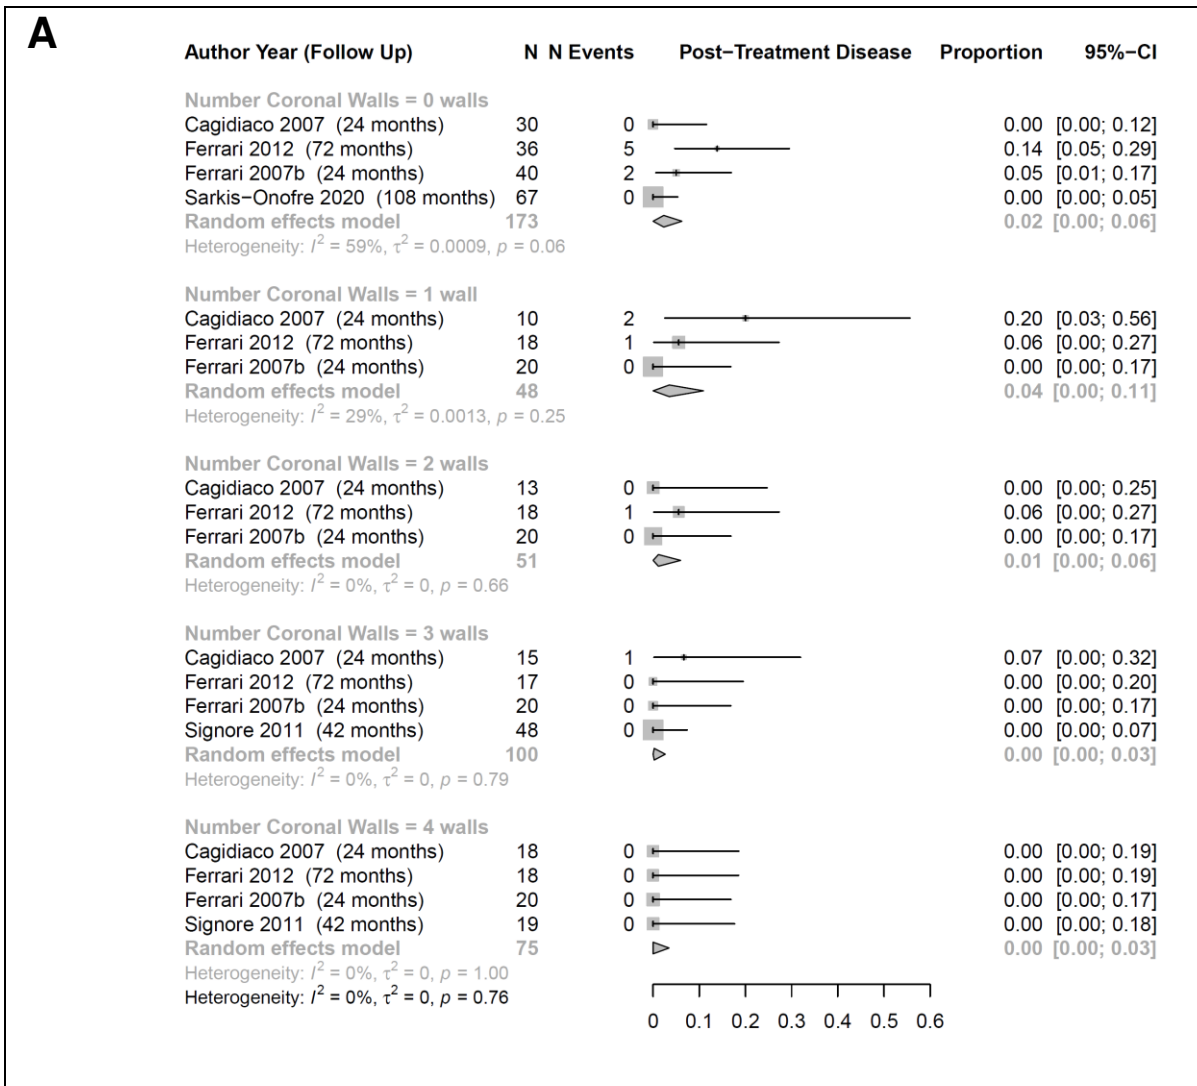 A
Author Year (Follow Up) N N Events Post−Treatment Disease Proportion 95%−CI
Number Coronal Walls = 0 walls
Cagidiaco 2007 (24 months) 30 0 0.00 [0.00; 0.12]
Ferrari 2012 (72 months) 36 5 0.14 [0.05; 0.29]
Ferrari 2007b (24 months) 40 2 0.05 [0.01; 0.17]
Sarkis−Onofre 2020 (108 months) 67 0 0.00 [0.00; 0.05]
Random effects model 173 0.02 [0.00; 0.06]
Heterogeneity: I² = 59%, τ² = 0.0009, p = 0.06
Number Coronal Walls = 1 wall
Cagidiaco 2007 (24 months) 10 2 0.20 [0.03; 0.56]
Ferrari 2012 (72 months) 18 1 0.06 [0.00; 0.27]
Ferrari 2007b (24 months) 20 0 0.00 [0.00; 0.17]
Random effects model 48 0.04 [0.00; 0.11]
Heterogeneity: I² = 29%, τ² = 0.0013, p = 0.25
Number Coronal Walls = 2 walls
Cagidiaco 2007 (24 months) 13 0 0.00 [0.00; 0.25]
Ferrari 2012 (72 months) 18 1 0.06 [0.00; 0.27]
Ferrari 2007b (24 months) 20 0 0.00 [0.00; 0.17]
Random effects model 51 0.01 [0.00; 0.06]
Heterogeneity: I² = 0%, τ² = 0, p = 0.66
Number Coronal Walls = 3 walls
Cagidiaco 2007 (24 months) 15 1 0.07 [0.00; 0.32]
Ferrari 2012 (72 months) 17 0 0.00 [0.00; 0.20]
Ferrari 2007b (24 months) 20 0 0.00 [0.00; 0.17]
Signore 2011 (42 months) 48 0 0.00 [0.00; 0.07]
Random effects model 100 0.00 [0.00; 0.03]
Heterogeneity: I² = 0%, τ² = 0, p = 0.79
Number Coronal Walls = 4 walls
Cagidiaco 2007 (24 months) 18 0 0.00 [0.00; 0.19]
Ferrari 2012 (72 months) 18 0 0.00 [0.00; 0.19]
Ferrari 2007b (24 months) 20 0 0.00 [0.00; 0.17]
Signore 2011 (42 months) 19 0 0.00 [0.00; 0.18]
Random effects model 75 0.00 [0.00; 0.03]
Heterogeneity: I² = 0%, τ² = 0, p = 1.00
Heterogeneity: I² = 0%, τ² = 0, p = 0.76
0 0.1 0.2 0.3 0.4 0.5 0.6